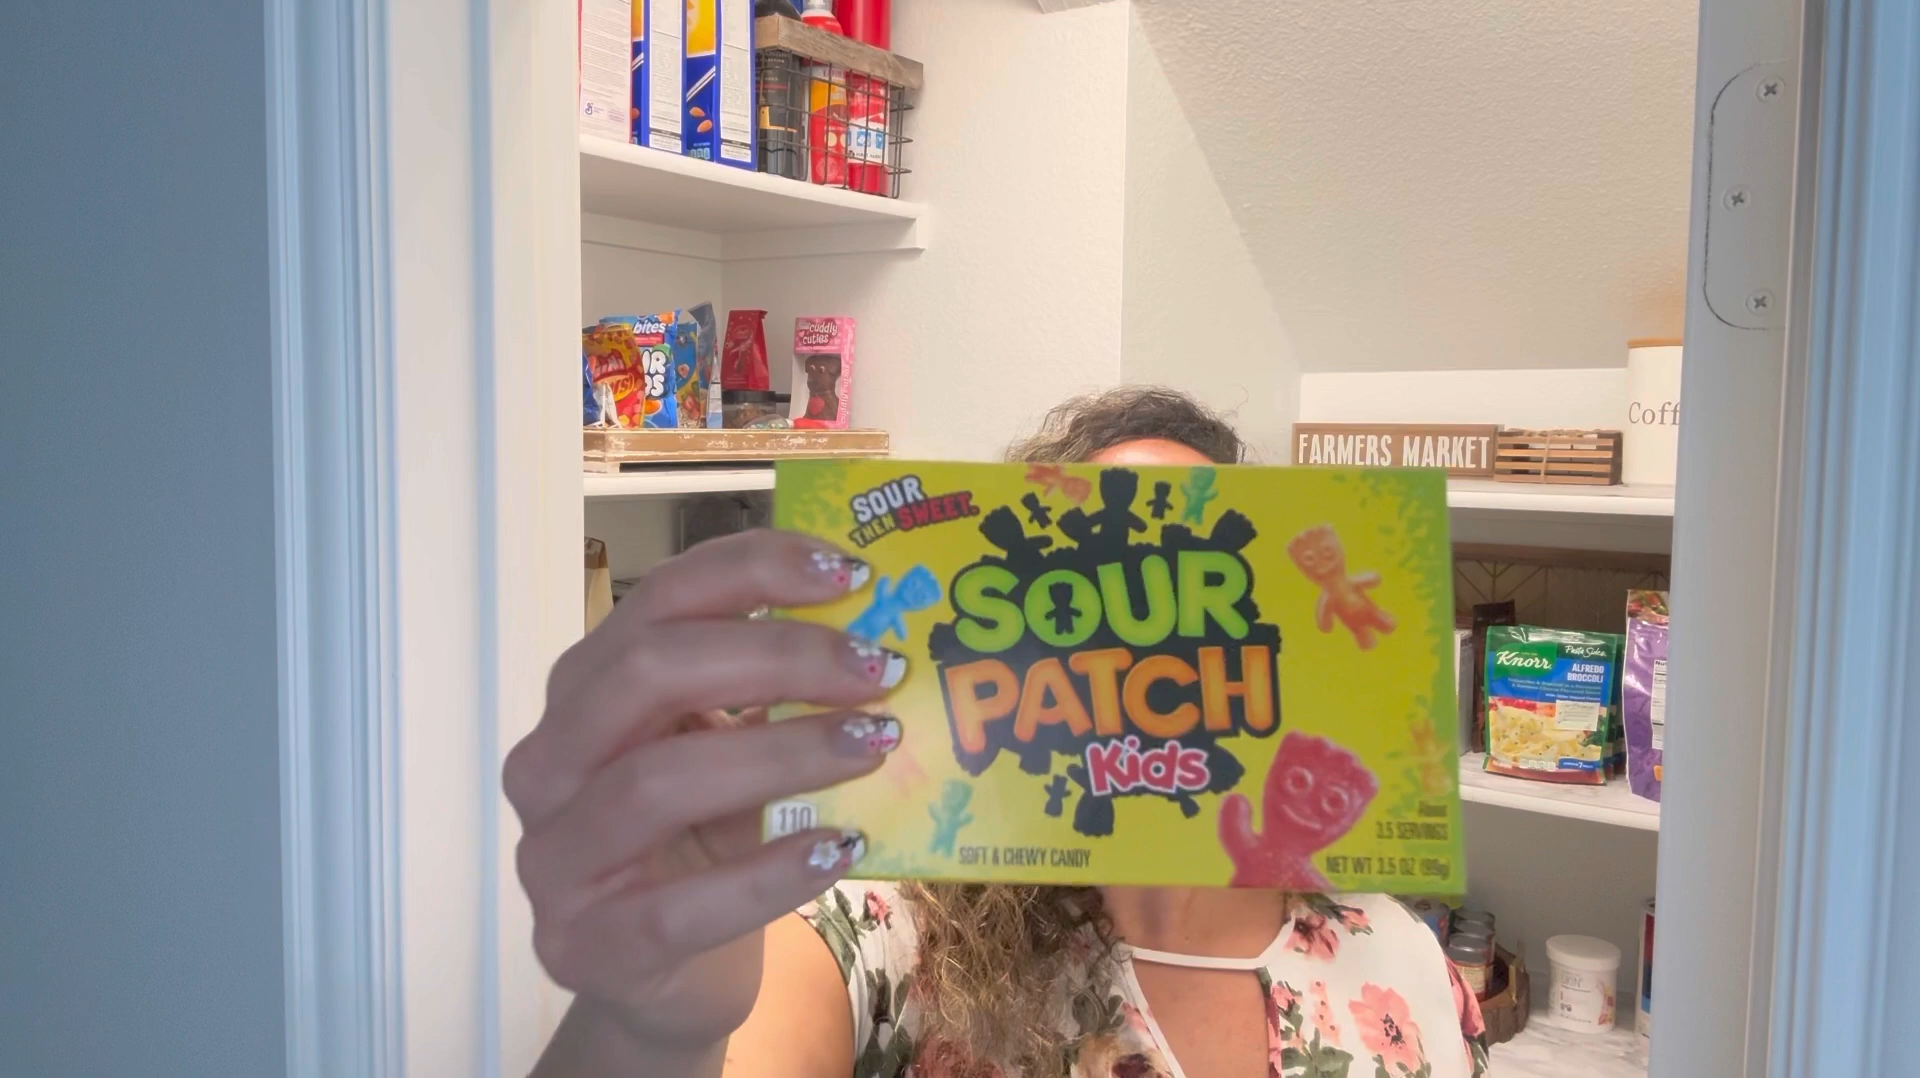 cuddly
cuties
bites
FARMERS MARKET
Coff
SOUR
THEN SWEET.
SOUR
PATCH
Kids
Knorr
Pasta Sides
ALFREDO
BROCCOLI
110
SOFT & CHEWY CANDY
About
3.5 SERVINGS
NET WT 3.5 OZ (99g)